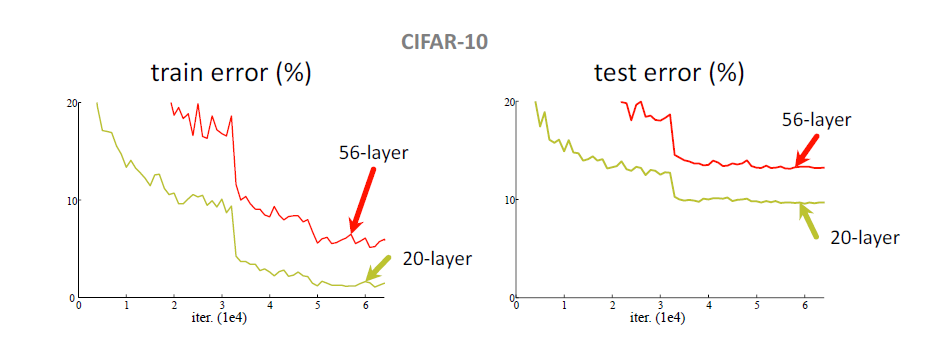 CIFAR-10
train error (%)
20
10
0
56-layer
20-layer
0 1 2 3 4 5 6
iter. (1e4)
test error (%)
20
10
0
56-layer
20-layer
0 1 2 3 4 5 6
iter. (1e4)